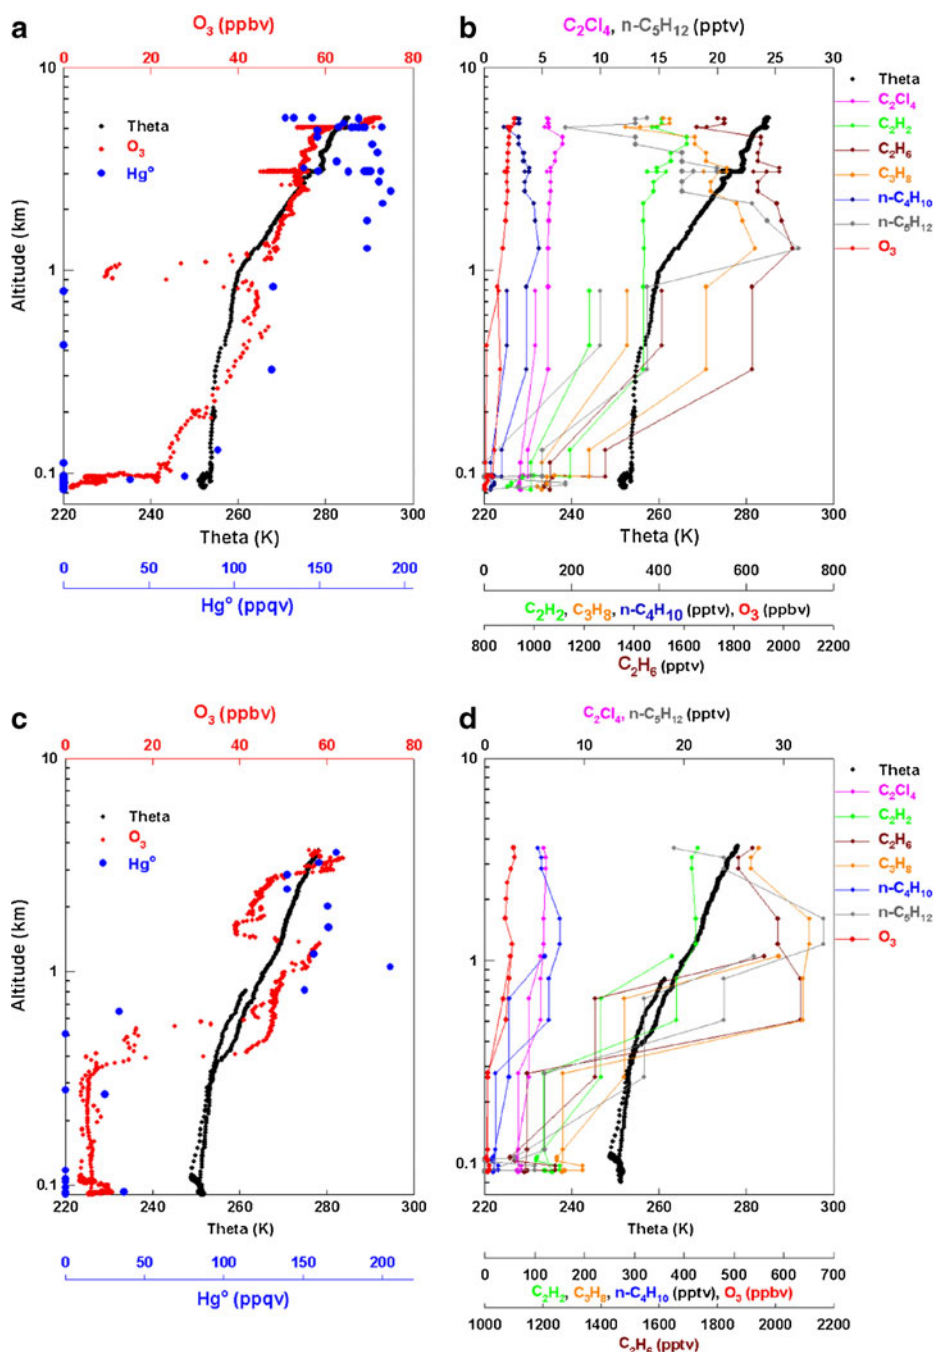 a
O₃ (ppbv)
0 20 40 60 80
10
1
0.1
Altitude (km)
Theta
O₃
Hg°
220 240 260 280 300
Theta (K)
0 50 100 150 200
Hg° (ppqv)
b
C₂Cl₄, n-C₅H₁₂ (pptv)
0 5 10 15 20 25 30
10
1
0.1
Theta
C₂Cl₄
C₂H₂
C₂H₆
C₃H₈
n-C₄H₁₀
n-C₅H₁₂
O₃
220 240 260 280 300
Theta (K)
0 200 400 600 800
C₂H₂, C₃H₈, n-C₄H₁₀ (pptv), O₃ (ppbv)
800 1000 1200 1400 1600 1800 2000 2200
C₂H₆ (pptv)
c
O₃ (ppbv)
0 20 40 60 80
10
1
0.1
Altitude (km)
Theta
O₃
Hg°
220 240 260 280 300
Theta (K)
0 50 100 150 200
Hg° (ppqv)
d
C₂Cl₄, n-C₅H₁₂ (pptv)
0 10 20 30
10
1
0.1
Theta
C₂Cl₄
C₂H₂
C₂H₆
C₃H₈
n-C₄H₁₀
n-C₅H₁₂
O₃
220 240 260 280 300
Theta (K)
0 100 200 300 400 500 600 700
C₂H₂, C₃H₈, n-C₄H₁₀ (pptv), O₃ (ppbv)
1000 1200 1400 1600 1800 2000 2200
C₂H₆ (pptv)